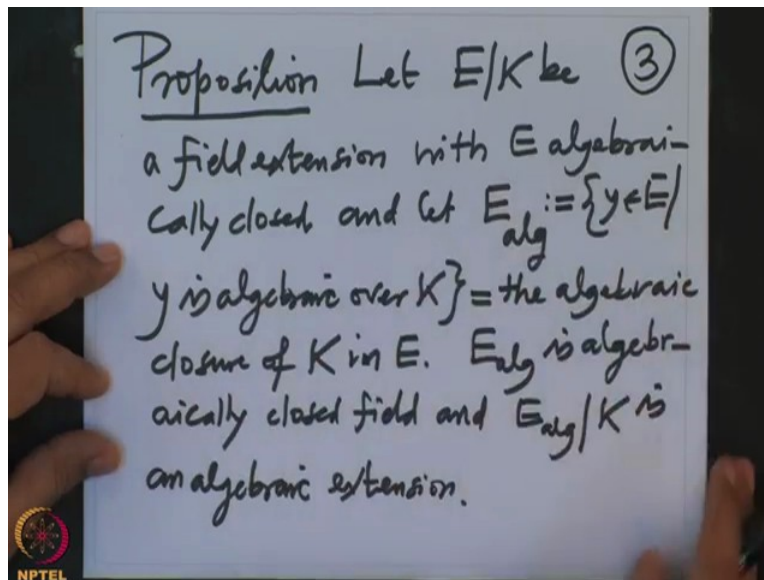 Proposition Let E/K be ③
a field extension with E algebrai-
cally closed and let E_alg := {y∈E/
y is algebraic over K} = the algebraic
closure of K in E. E_alg is algebr-
aically closed field and E_alg/K is
an algebraic extension.
NPTEL